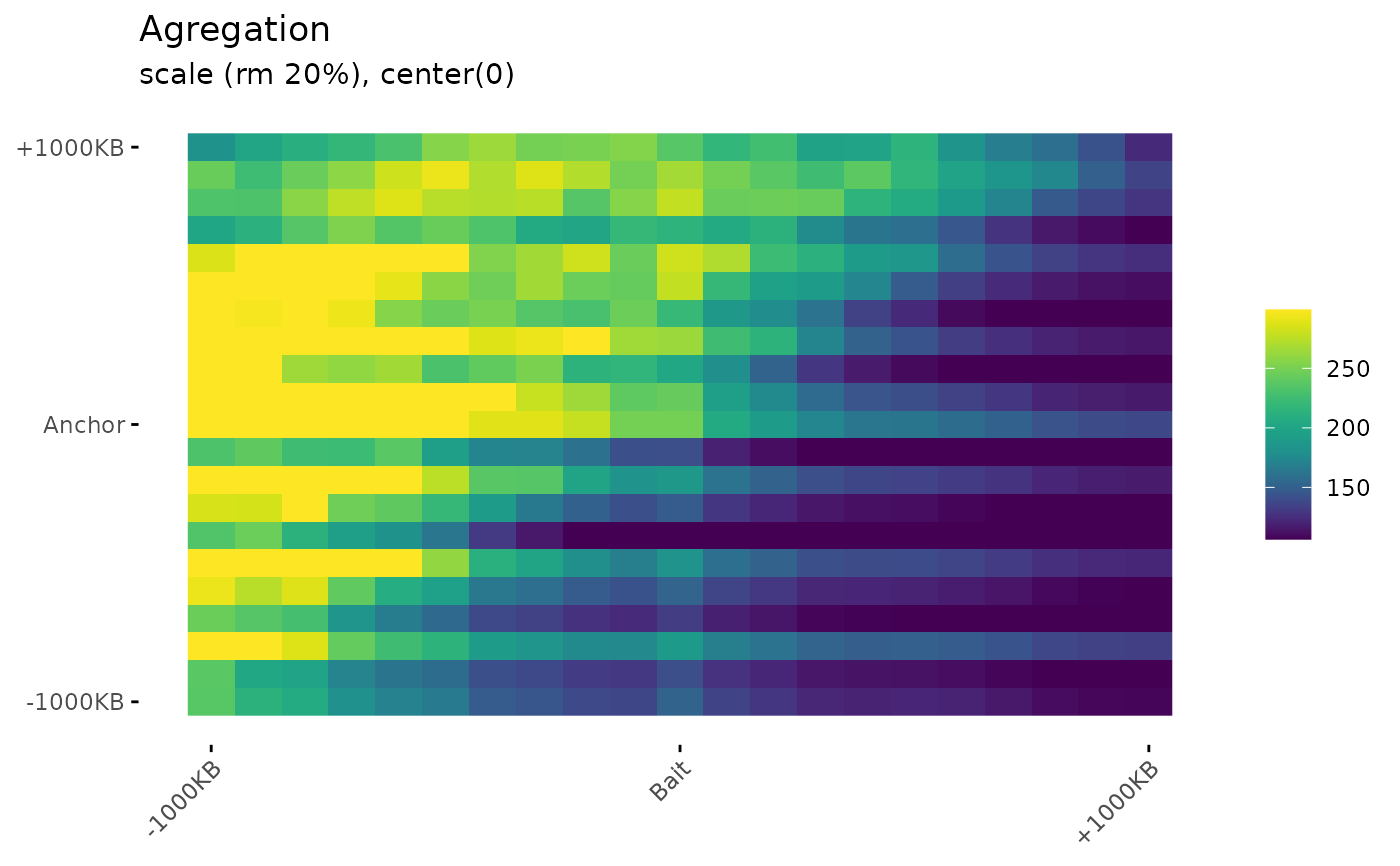 Agregation
scale (rm 20%), center(0)
+1000KB
Anchor
-1000KB
-1000KB
Bait
+1000KB
250
200
150